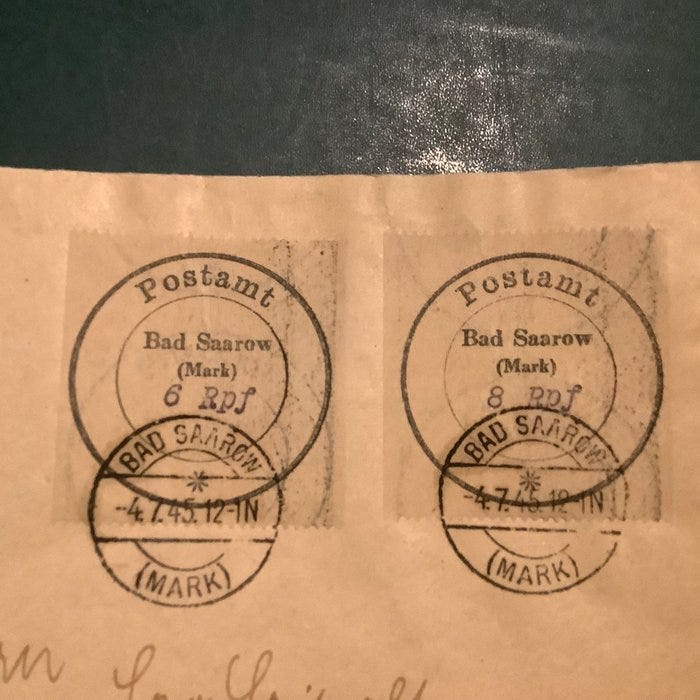 Postamt
Bad Saarow
(Mark)
6 Rpf
BAD SAAROW
-4.7.45.12-1N
(MARK)
Postamt
Bad Saarow
(Mark)
8 Rpf
BAD SAAROW
-4.7.45.12-1N
(MARK)